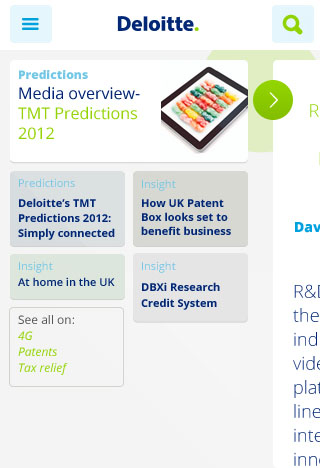 Deloitte.
Predictions
Media overview-
TMT Predictions
2012
Predictions
Deloitte's TMT
Predictions 2012:
Simply connected
Insight
How UK Patent
Box looks set to
benefit business
Insight
At home in the UK
Insight
DBXi Research
Credit System
See all on:
4G
Patents
Tax relief
R
Dav
R&D
the
ind
vide
plat
line
inte
inno